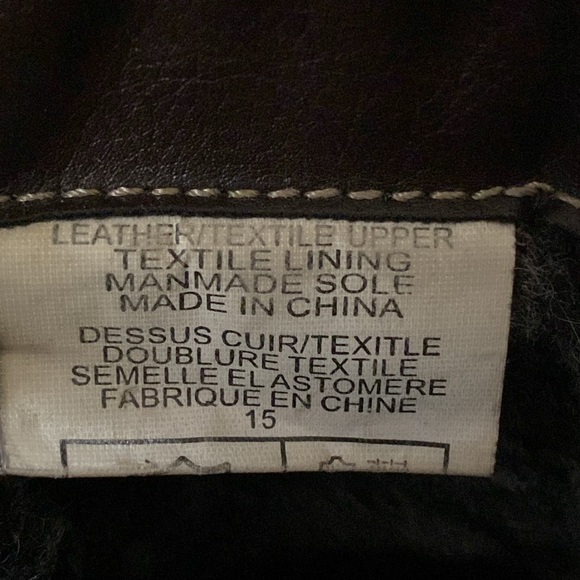 LEATHER/TEXTILE UPPER
TEXTILE LINING
MANMADE SOLE
MADE IN CHINA
DESSUS CUIR/TEXITLE
DOUBLURE TEXTILE
SEMELLE ELASTOMERE
FABRIQUE EN CHINE
15